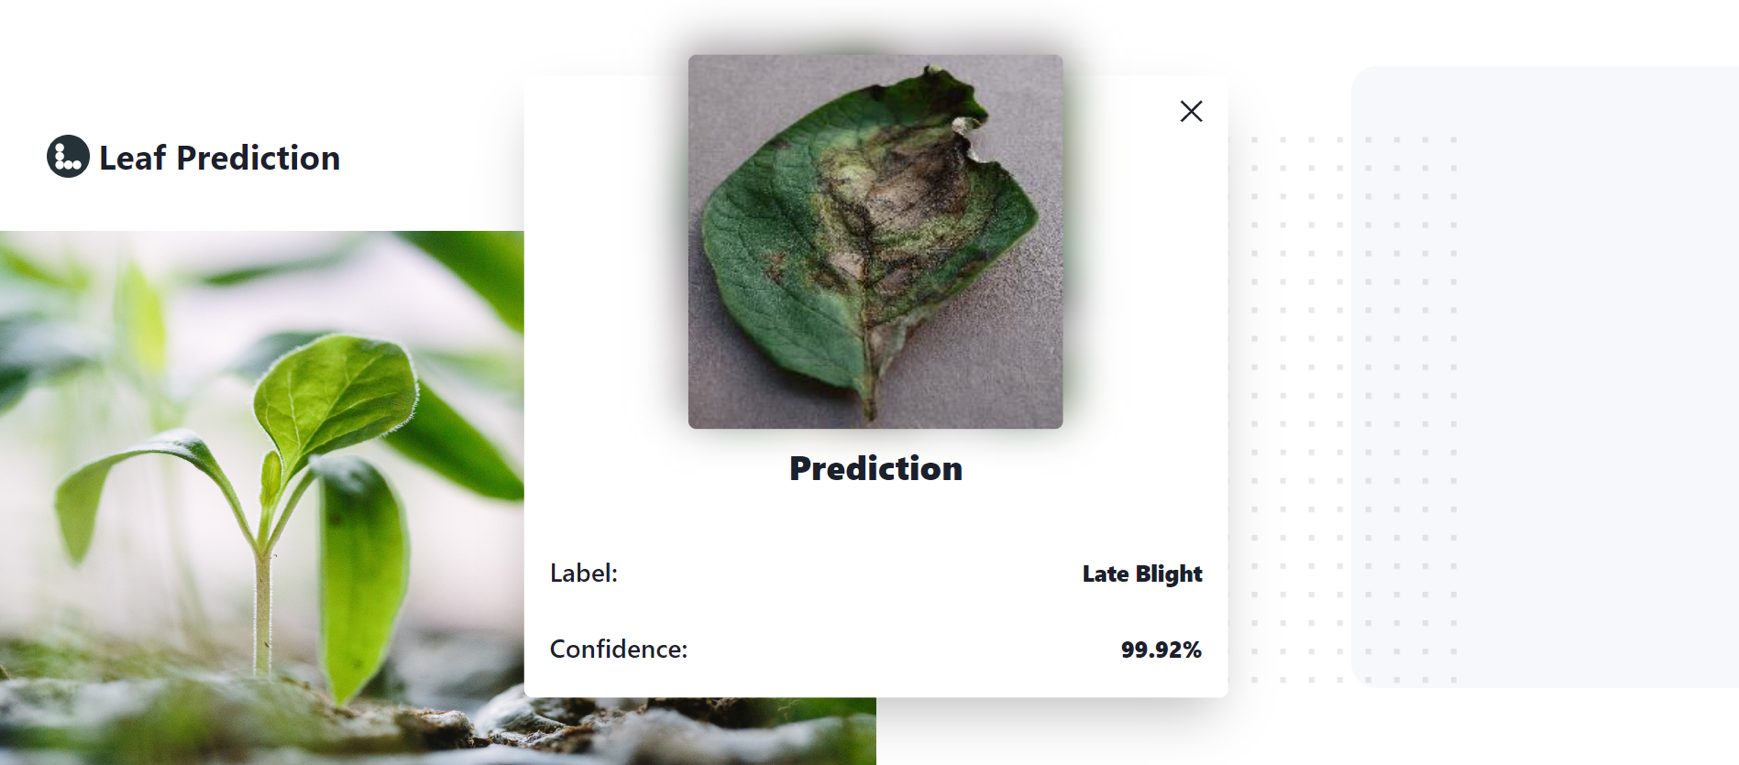 Leaf Prediction
Prediction
Label: Late Blight
Confidence: 99.92%